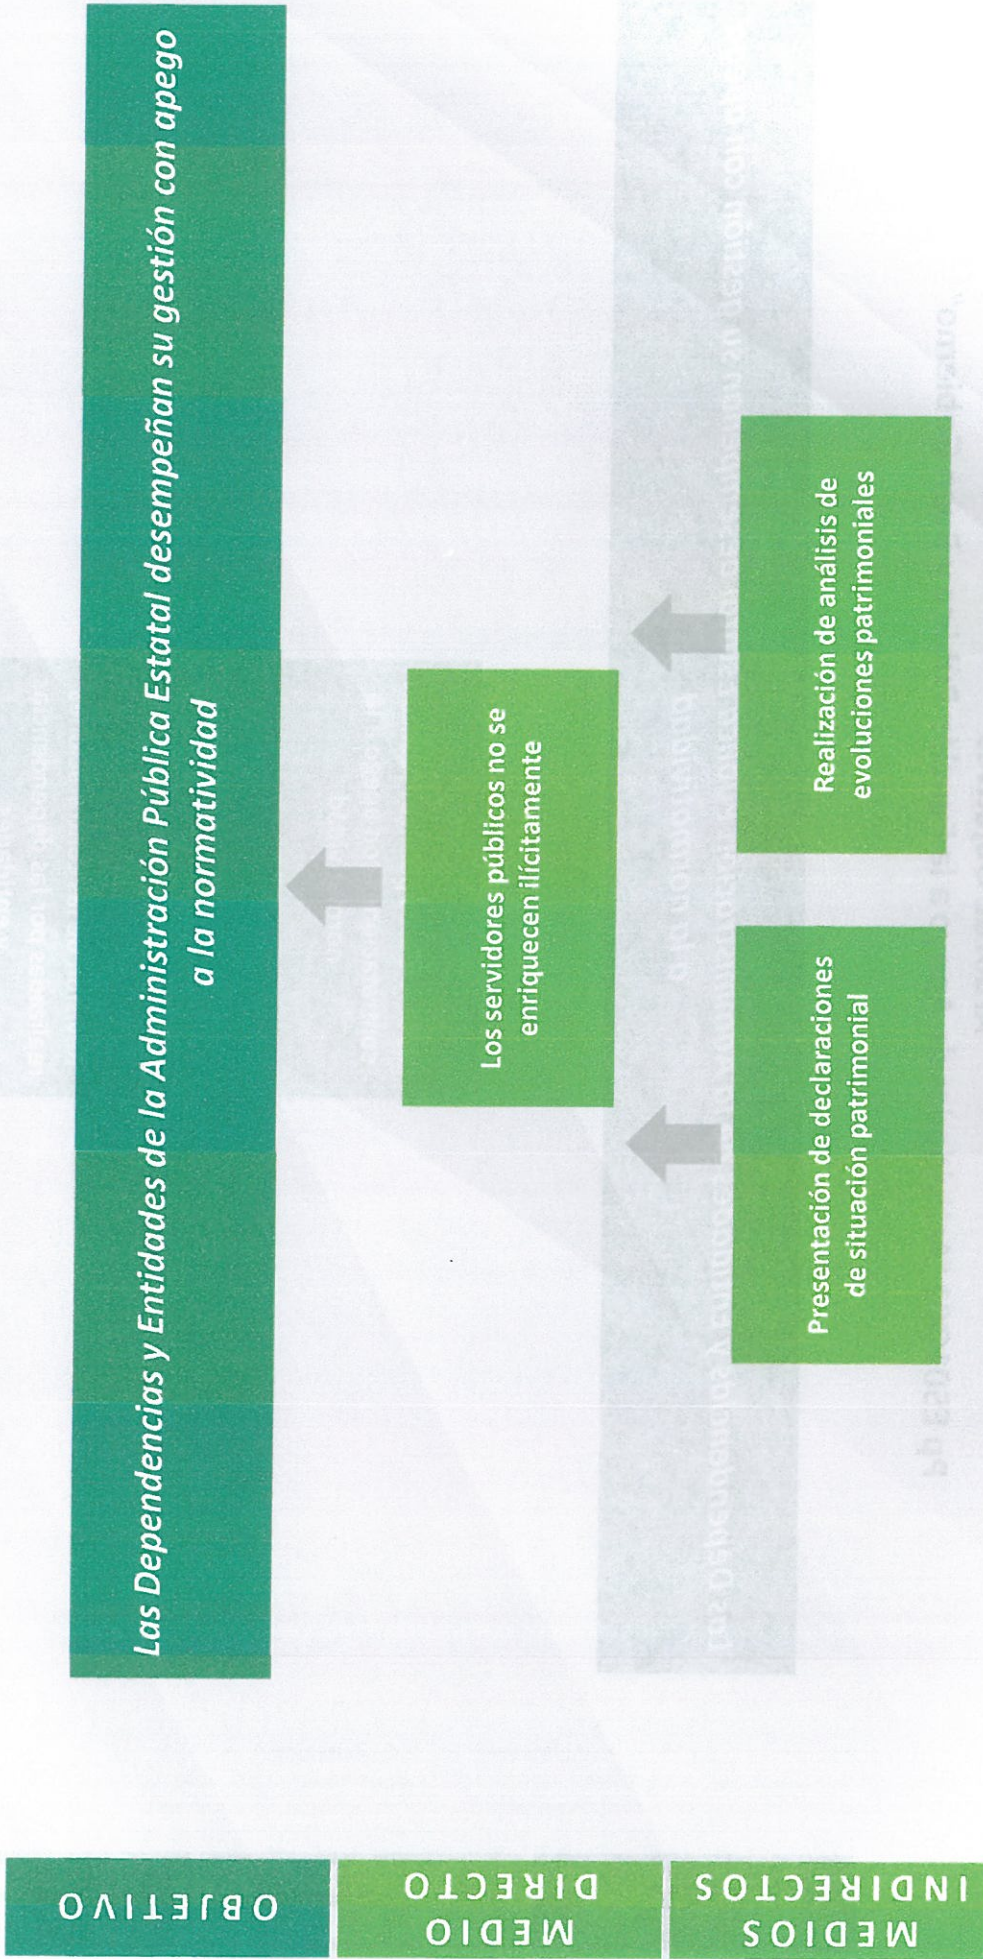 OBJETIVO
Las Dependencias y Entidades de la Administración Pública Estatal desempeñan su gestión con apego
a la normatividad
MEDIO
DIRECTO
Los servidores públicos no se
enriquecen ilícitamente
MEDIOS
INDIRECTOS
Presentación de declaraciones
de situación patrimonial
Realización de análisis de
evoluciones patrimoniales